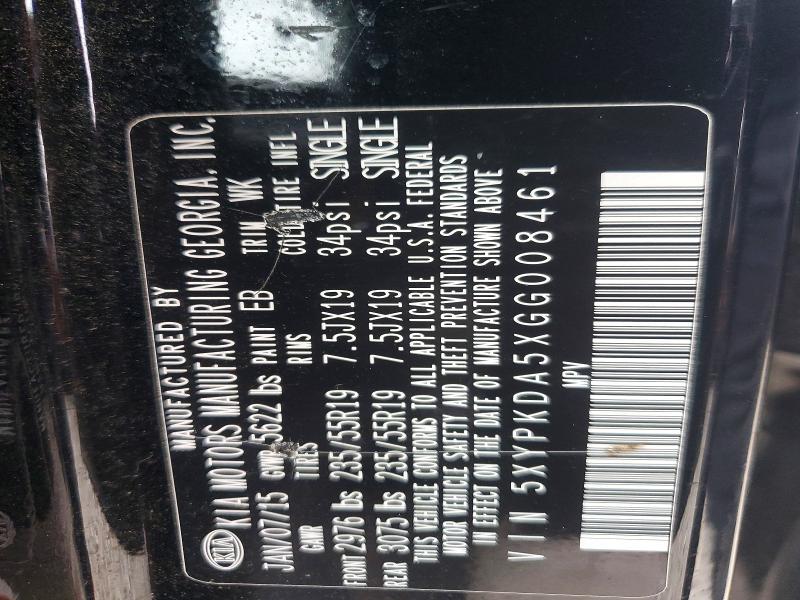 MANUFACTURED BY
KIA KIA MOTORS MANUFACTURING GEORGIA, INC.
JAN/07/15 GVWR 5622 lbs PAINT EB TRIM WK
GWR TIRES RIMS COLD TIRE INFL
FRONT 2976 lbs 235/55R19 7.5JX19 34psi SINGLE
REAR 3075 lbs 235/55R19 7.5JX19 34psi SINGLE
THIS VEHICLE CONFORMS TO ALL APPLICABLE U.S.A. FEDERAL
MOTOR VEHICLE SAFETY AND THEFT PREVENTION STANDARDS
IN EFFECT ON THE DATE OF MANUFACTURE SHOWN ABOVE
VIN 5XYPKDA5XGG008461
MPV